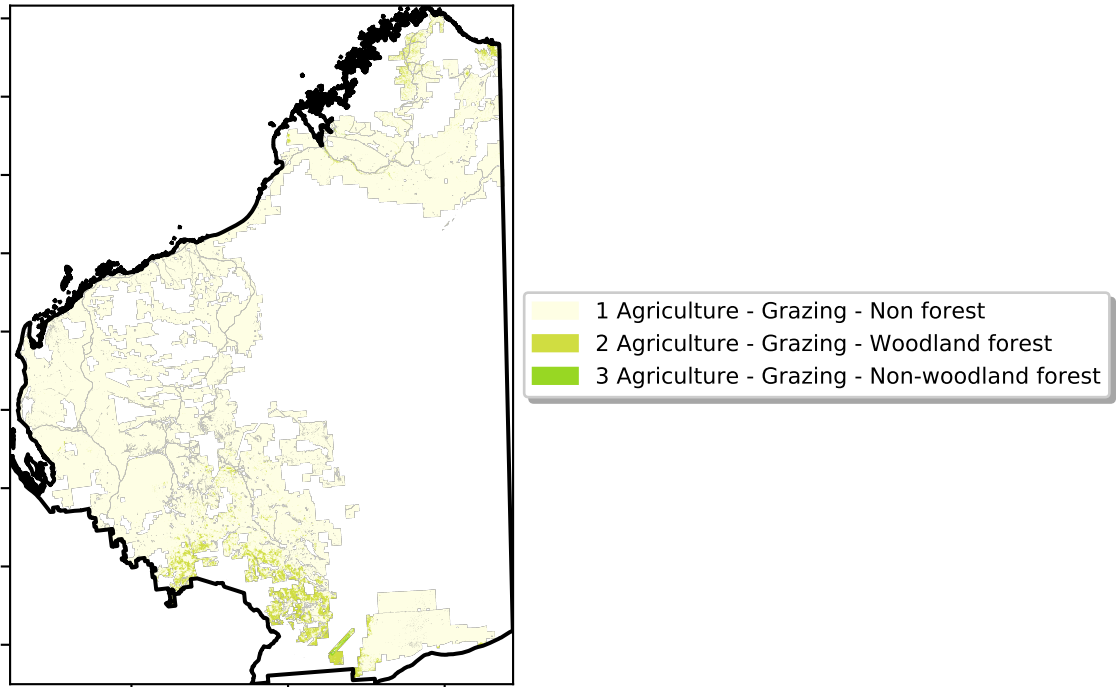 1 Agriculture - Grazing - Non forest
2 Agriculture - Grazing - Woodland forest
3 Agriculture - Grazing - Non-woodland forest